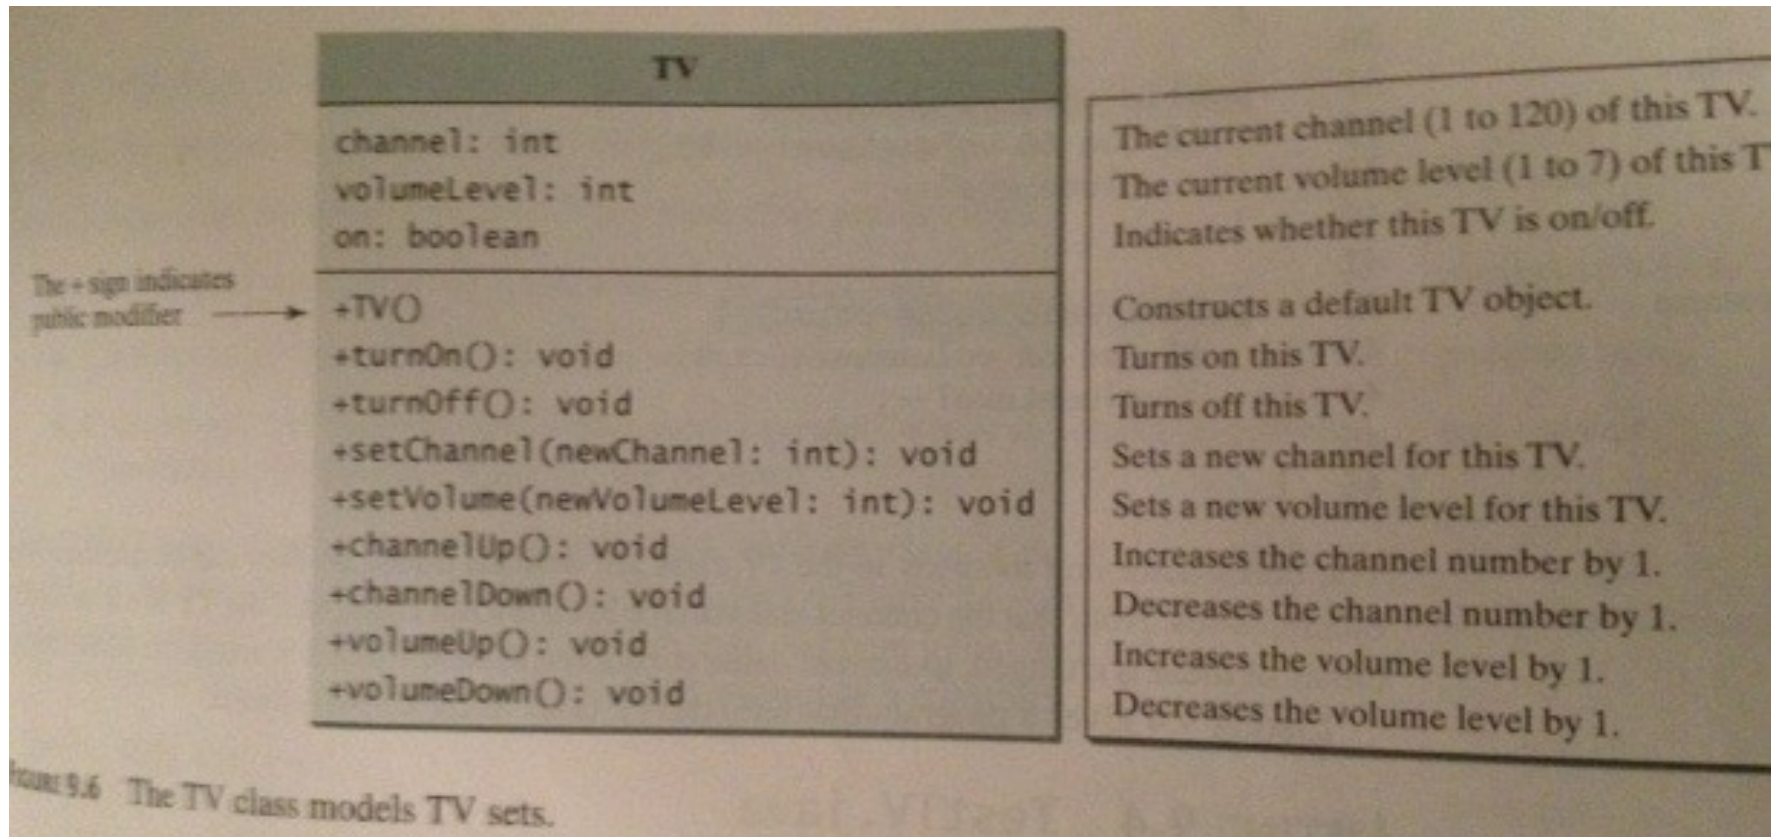 TV
channel: int
volumeLevel: int
on: boolean
The + sign indicates
public modifier
+TV()
+turnOn(): void
+turnOff(): void
+setChannel(newChannel: int): void
+setVolume(newVolumeLevel: int): void
+channelUp(): void
+channelDown(): void
+volumeUp(): void
+volumeDown(): void
The current channel (1 to 120) of this TV.
The current volume level (1 to 7) of this T
Indicates whether this TV is on/off.
Constructs a default TV object.
Turns on this TV.
Turns off this TV.
Sets a new channel for this TV.
Sets a new volume level for this TV.
Increases the channel number by 1.
Decreases the channel number by 1.
Increases the volume level by 1.
Decreases the volume level by 1.
9.6 The TV class models TV sets.